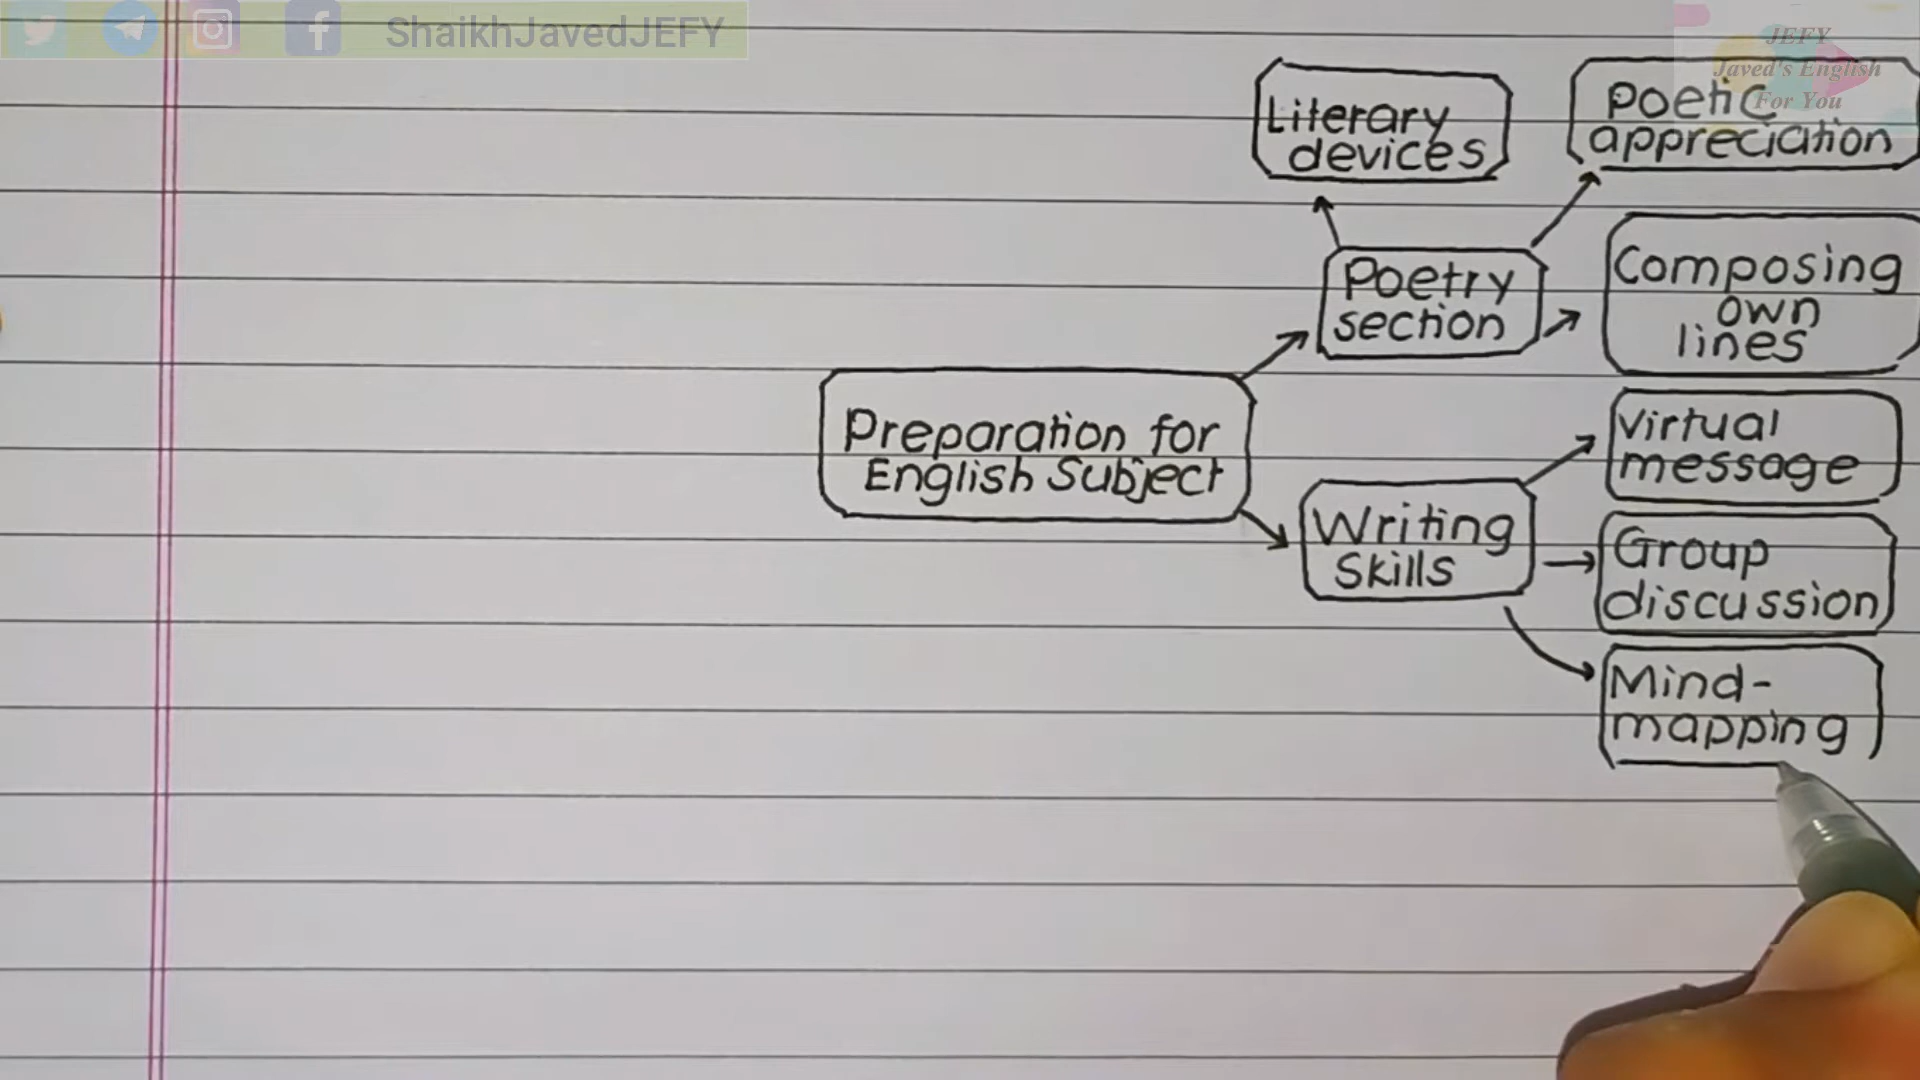 ShaikhJavedJEFY
JEFY
Javed's English
For You
Literary
devices
Poetic
appreciation
Poetry
section
Composing
own
lines
Preparation for
English Subject
Virtual
message
Writing
Skills
Group
discussion
Mind-
mapping